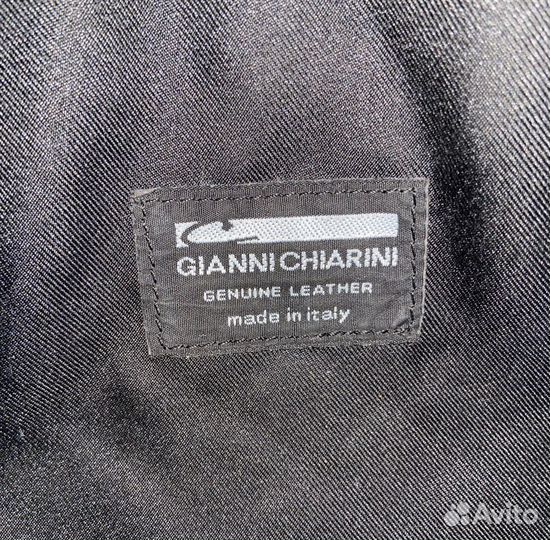 GIANNI CHIARINI
GENUINE LEATHER
made in italy
Avito